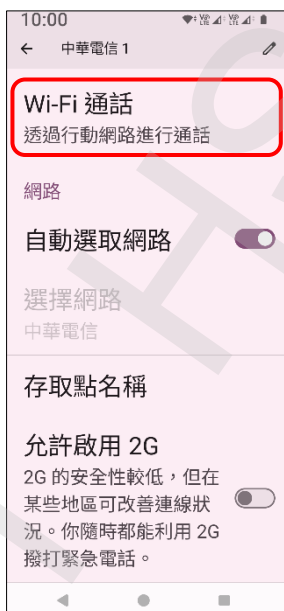 10:00
中華電信 1
Wi-Fi 通話
透過行動網路進行通話
網路
自動選取網路
選擇網路
中華電信
存取點名稱
允許啟用 2G
2G 的安全性較低，但在
某些地區可改善連線狀
況。你隨時都能利用 2G
撥打緊急電話。